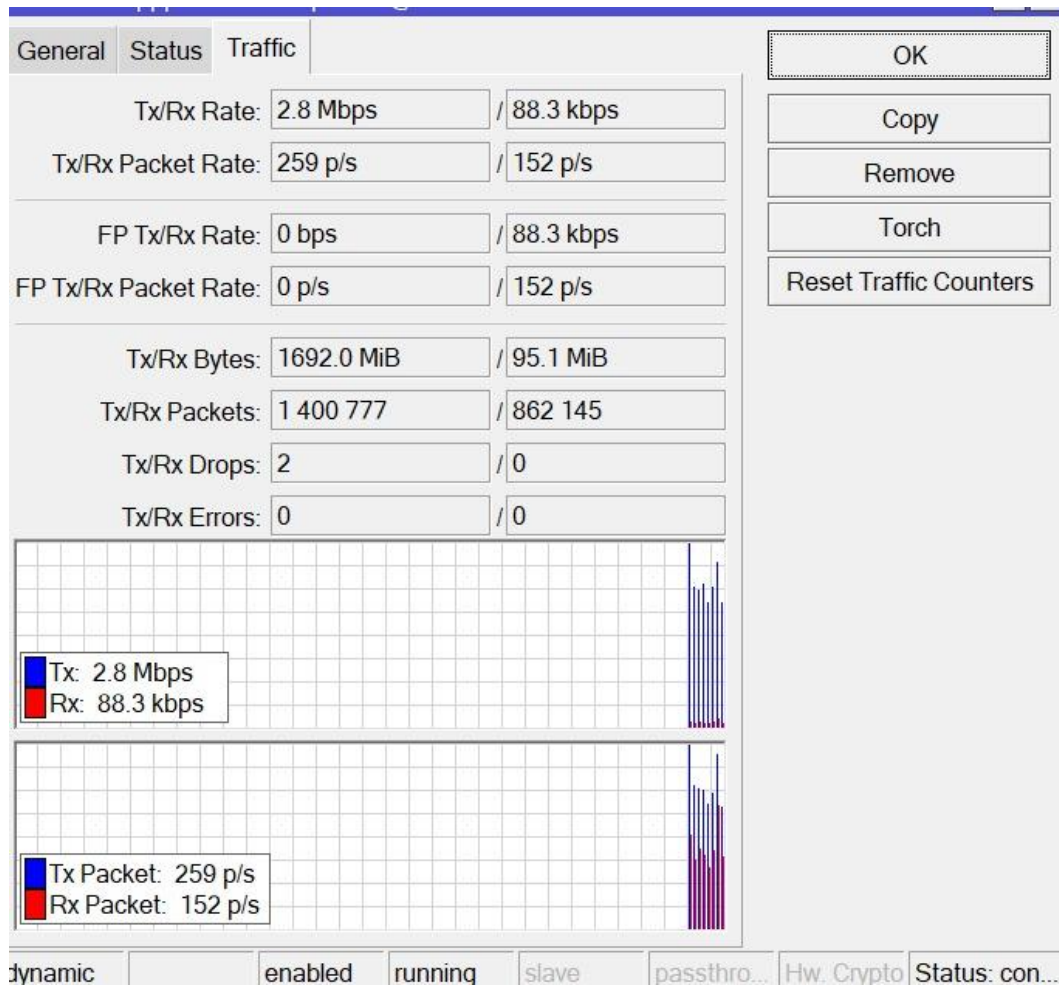 General Status Traffic
OK
Copy
Remove
Torch
Reset Traffic Counters
Tx/Rx Rate: 2.8 Mbps / 88.3 kbps
Tx/Rx Packet Rate: 259 p/s / 152 p/s
FP Tx/Rx Rate: 0 bps / 88.3 kbps
FP Tx/Rx Packet Rate: 0 p/s / 152 p/s
Tx/Rx Bytes: 1692.0 MiB / 95.1 MiB
Tx/Rx Packets: 1 400 777 / 862 145
Tx/Rx Drops: 2 / 0
Tx/Rx Errors: 0 / 0
Tx: 2.8 Mbps
Rx: 88.3 kbps
Tx Packet: 259 p/s
Rx Packet: 152 p/s
dynamic enabled running slave passthro... Hw. Crypto Status: con...